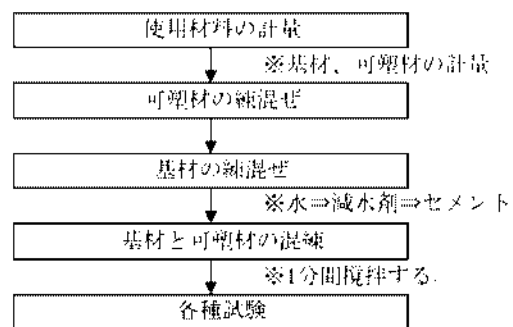 使用材料の計量
※基材、可塑材の計量
可塑材の練混ぜ
基材の練混ぜ
※水⇒減水剤⇒セメント
基材と可塑材の混練
※1分間撹拌する.
各種試験